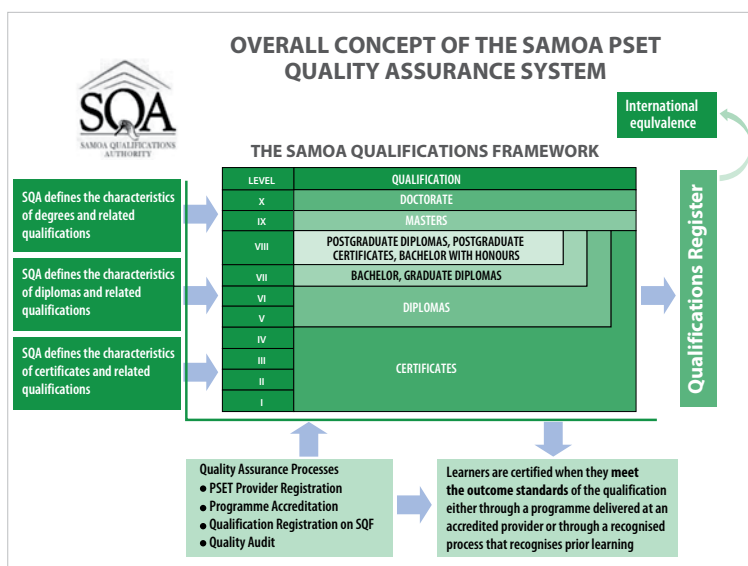 OVERALL CONCEPT OF THE SAMOA PSET
QUALITY ASSURANCE SYSTEM
SQA
SAMOA QUALIFICATIONS
AUTHORITY
International
equlvalence
THE SAMOA QUALIFICATIONS FRAMEWORK
LEVEL QUALIFICATION
X DOCTORATE
IX MASTERS
VIII POSTGRADUATE DIPLOMAS, POSTGRADUATE
CERTIFICATES, BACHELOR WITH HONOURS
VII BACHELOR, GRADUATE DIPLOMAS
VI
DIPLOMAS
V
IV
III
CERTIFICATES
II
I
SQA defines the characteristics
of degrees and related
qualifications
SQA defines the characteristics
of diplomas and related
qualifications
SQA defines the characteristics
of certificates and related
qualifications
Qualifications Register
Quality Assurance Processes
● PSET Provider Registration
● Programme Accreditation
● Qualification Registration on SQF
● Quality Audit
Learners are certified when they meet
the outcome standards of the qualification
either through a programme delivered at an
accredited provider or through a recognised
process that recognises prior learning